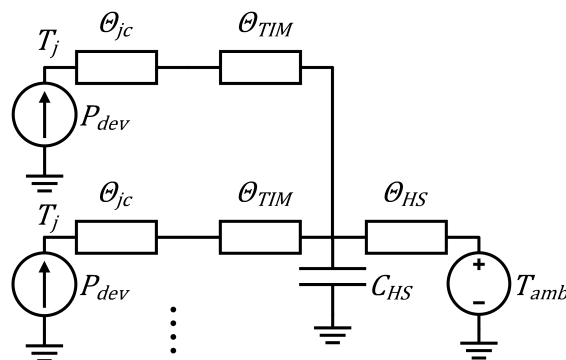 T_j Θ_jc Θ_TIM
P_dev
T_j Θ_jc Θ_TIM Θ_HS
P_dev C_HS + − T_amb